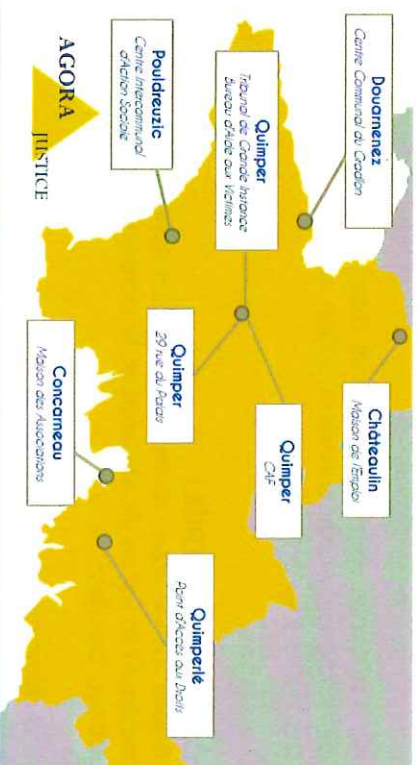 Douarnenez
Centre Communal du Gradlon
Châteaulin
Maison de l'Emploi
Quimper
Tribunal de Grande Instance
Bureau d'Aide aux Victimes
Quimper
CAF
Pouldreuzic
Centre Intercommunal
d'Action Sociale
Quimper
29 rue du Palais
Quimperlé
Point d'Accès aux Droits
Concarneau
Maison des Associations
AGORA
JUSTICE